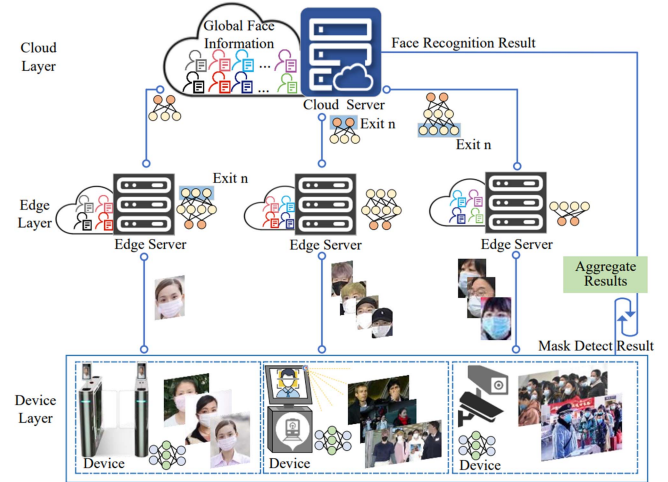 Global Face
Information
...
...
Cloud
Layer
Face Recognition Result
Cloud Server
Exit n
Exit n
Exit n
Edge
Layer
Edge Server
Edge Server
Edge Server
Aggregate
Results
Mask Detect Result
Device
Layer
Device
Device
Device